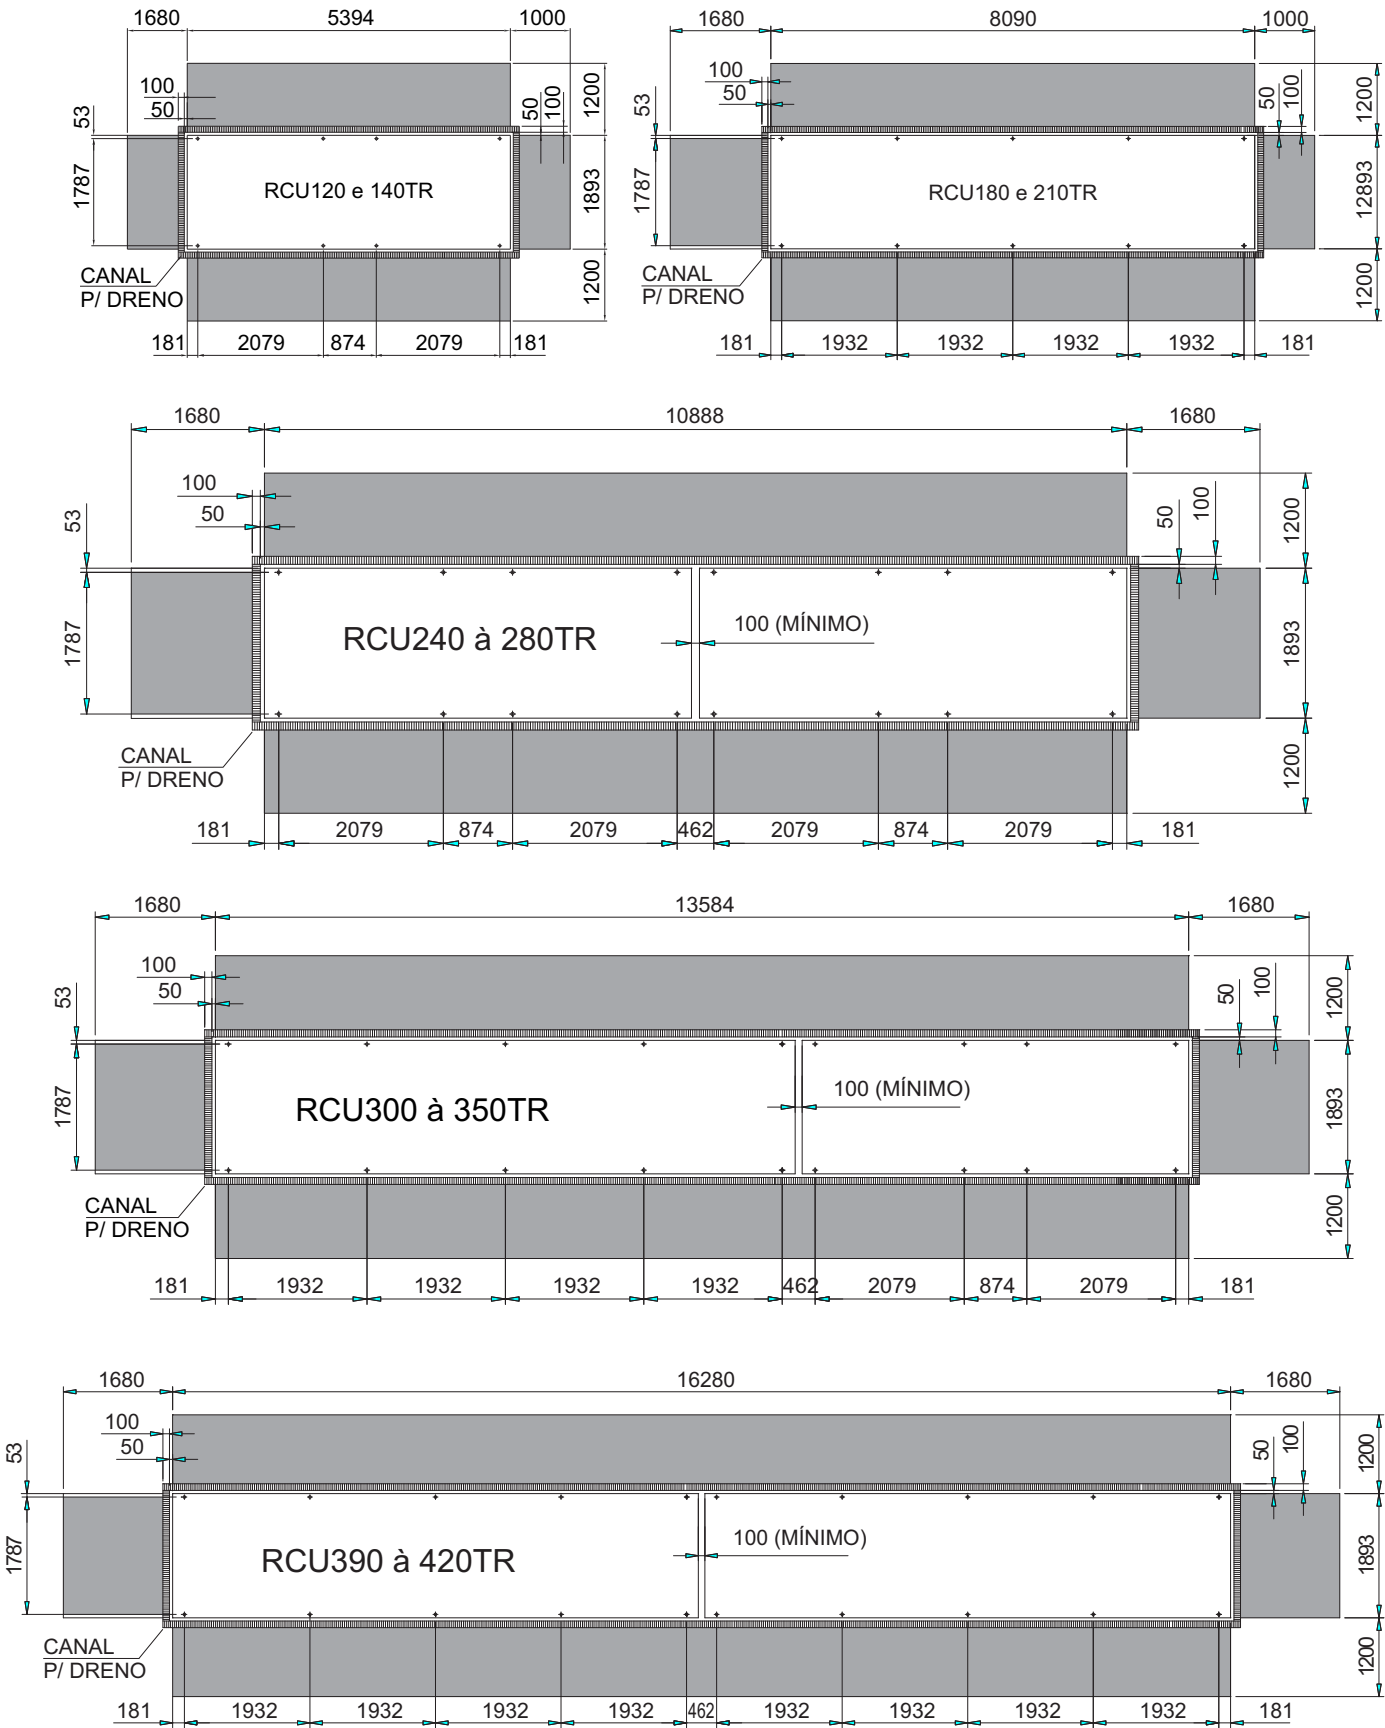 1680 5394 1000
100
50
53
1787
50
100
1200
1893
1200
RCU120 e 140TR
CANAL
P/ DRENO
181 2079 874 2079 181
1680 8090 1000
100
50
53
1787
50
100
1200
12893
1200
RCU180 e 210TR
CANAL
P/ DRENO
181 1932 1932 1932 1932 181
1680 10888 1680
100
50
53
1787
50
100
1200
1893
1200
RCU240 à 280TR
100 (MÍNIMO)
CANAL
P/ DRENO
181 2079 874 2079 462 2079 874 2079 181
1680 13584 1680
100
50
53
1787
50
100
1200
1893
1200
RCU300 à 350TR
100 (MÍNIMO)
CANAL
P/ DRENO
181 1932 1932 1932 1932 462 2079 874 2079 181
1680 16280 1680
100
50
53
1787
50
100
1200
1893
1200
RCU390 à 420TR
100 (MÍNIMO)
CANAL
P/ DRENO
181 1932 1932 1932 1932 462 1932 1932 1932 1932 181